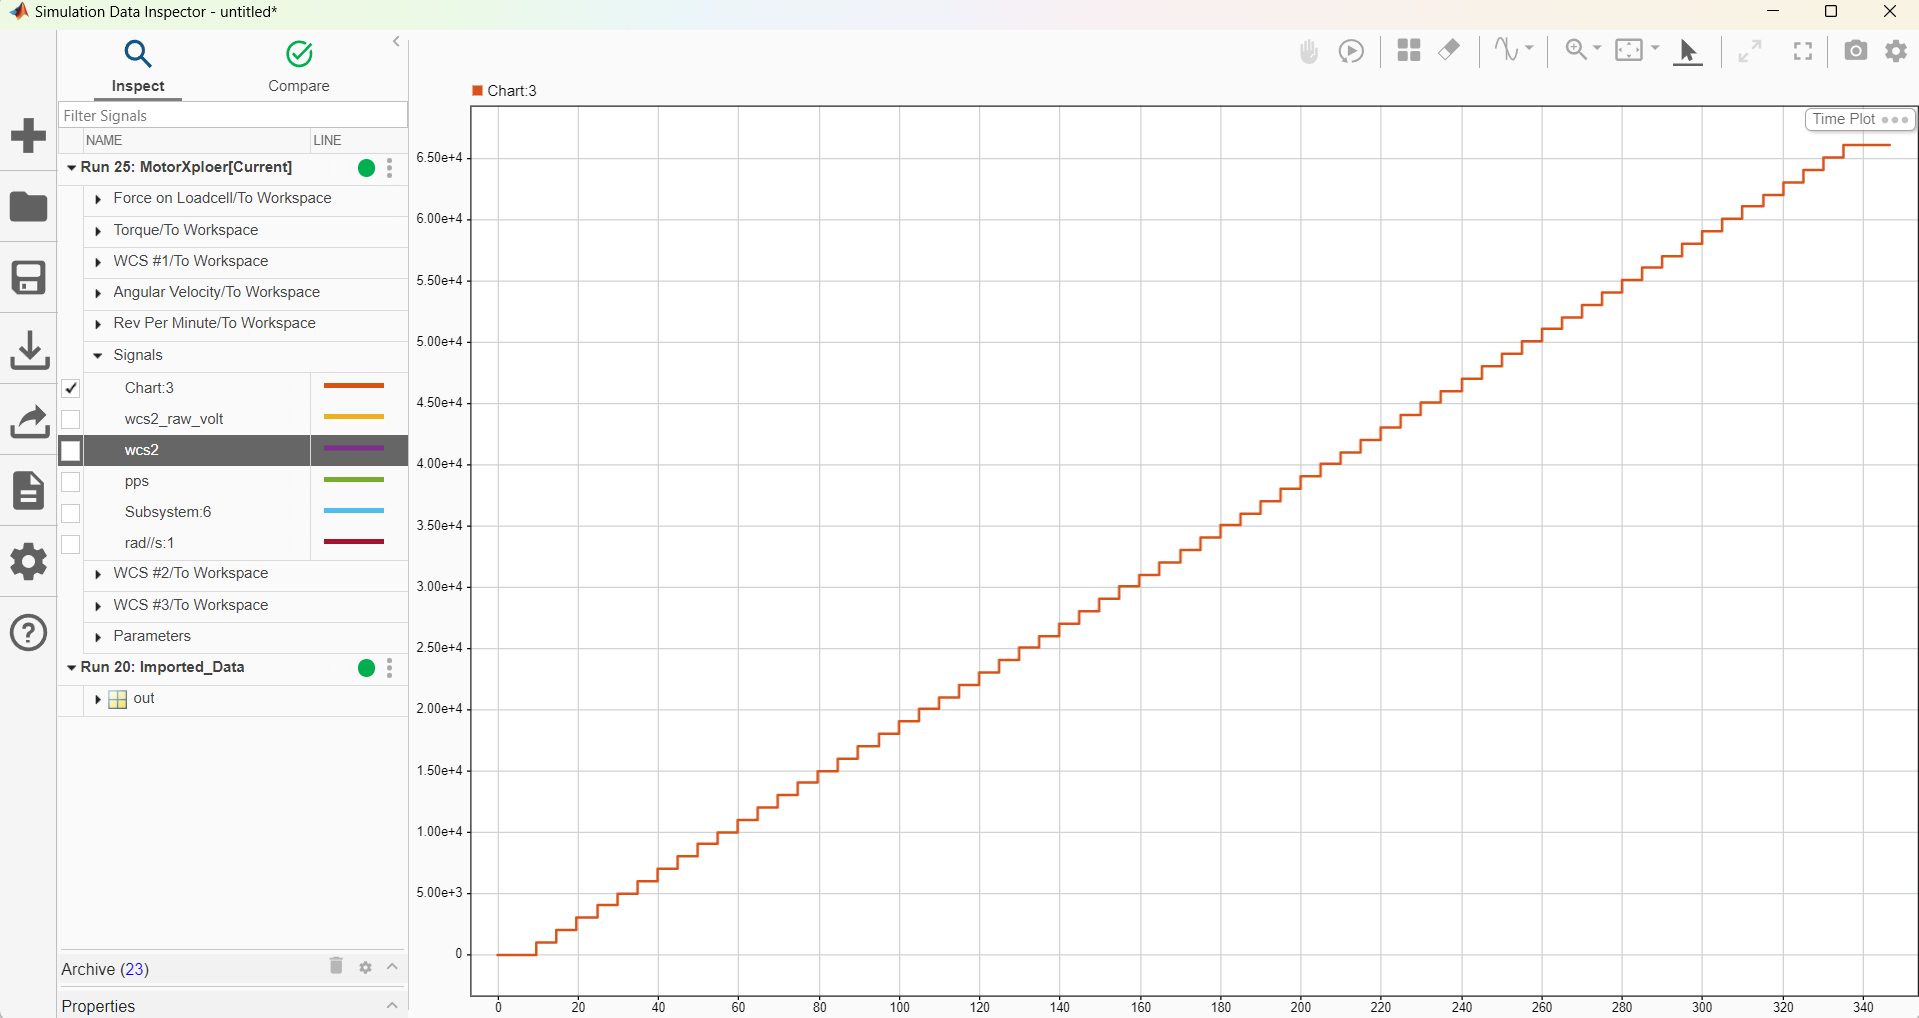 Simulation Data Inspector - untitled*
Inspect
Compare
Filter Signals
NAME
LINE
Run 25: MotorXploer[Current]
Force on Loadcell/To Workspace
Torque/To Workspace
WCS #1/To Workspace
Angular Velocity/To Workspace
Rev Per Minute/To Workspace
Signals
Chart:3
wcs2_raw_volt
wcs2
pps
Subsystem:6
rad//s:1
WCS #2/To Workspace
WCS #3/To Workspace
Parameters
Run 20: Imported_Data
out
Archive (23)
Properties
Chart:3
Time Plot
6.50e+4
6.00e+4
5.50e+4
5.00e+4
4.50e+4
4.00e+4
3.50e+4
3.00e+4
2.50e+4
2.00e+4
1.50e+4
1.00e+4
5.00e+3
0
0 20 40 60 80 100 120 140 160 180 200 220 240 260 280 300 320 340